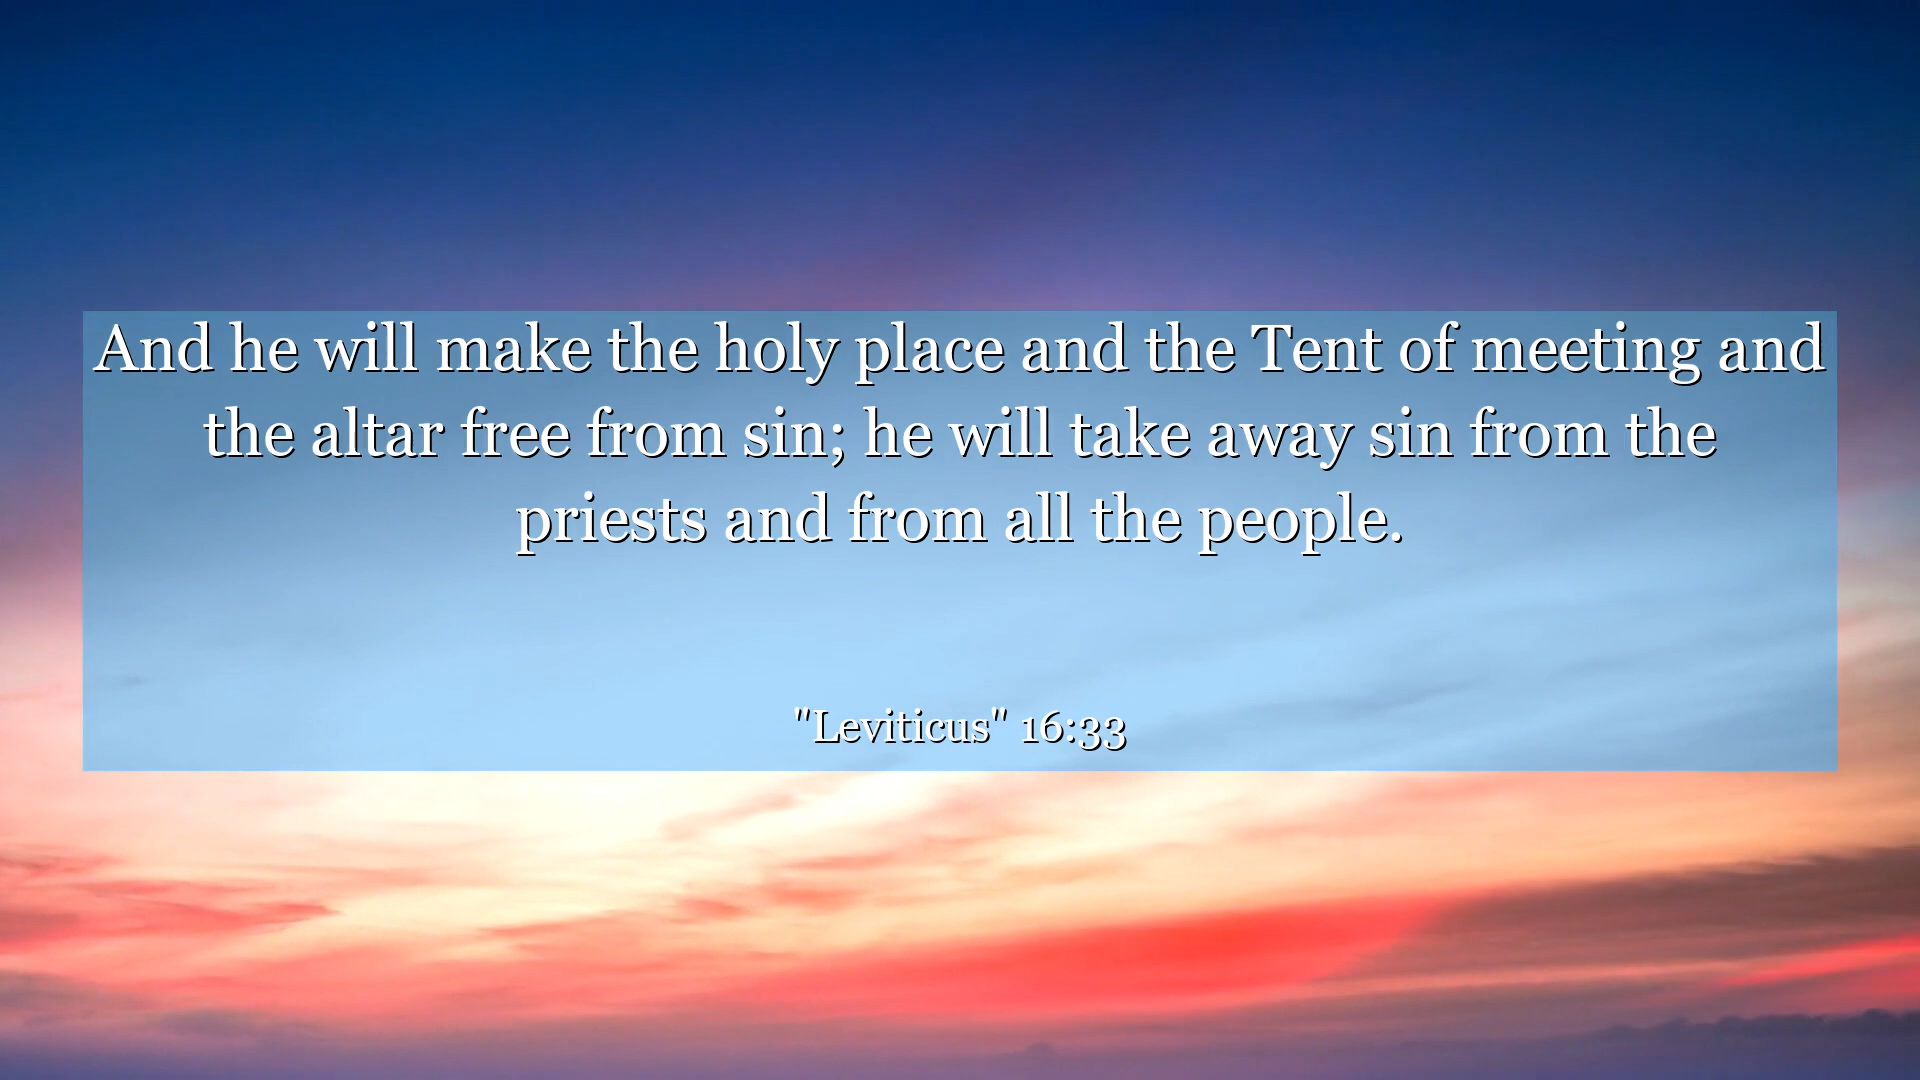 And he will make the holy place and the Tent of meeting and
the altar free from sin; he will take away sin from the
priests and from all the people.
"Leviticus" 16:33